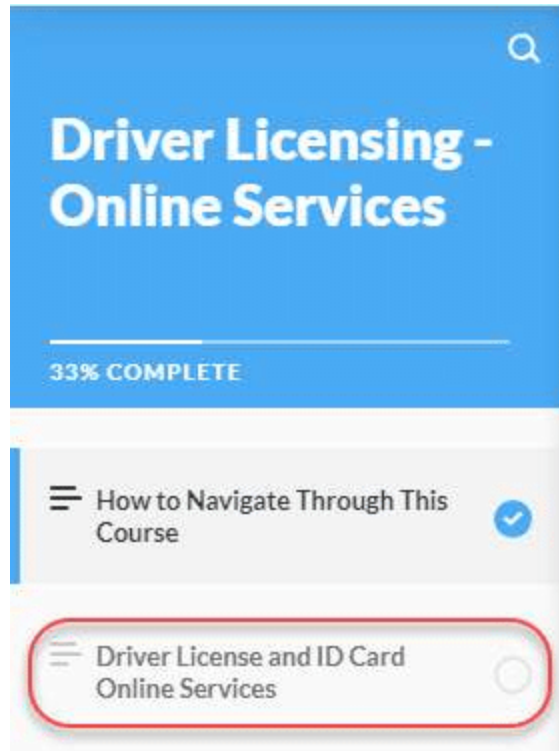 Driver Licensing -
Online Services
33% COMPLETE
How to Navigate Through This
Course
Driver License and ID Card
Online Services